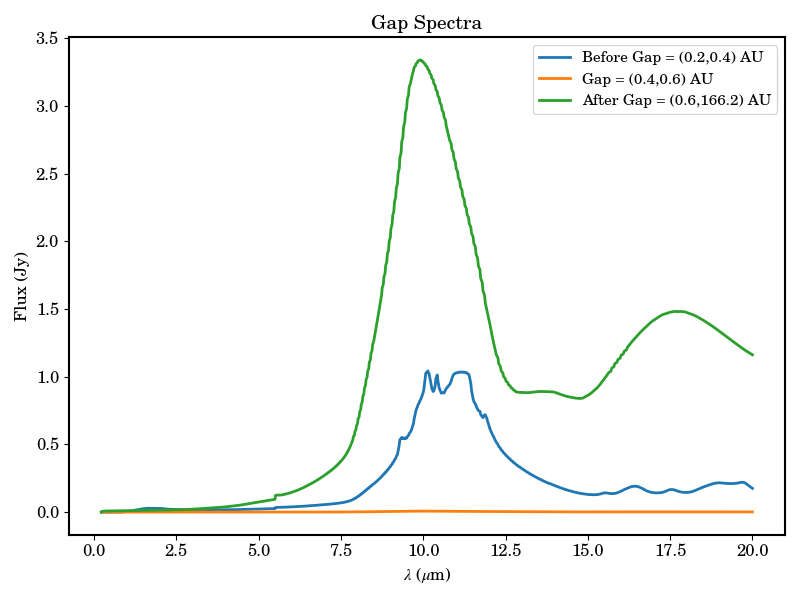 Gap Spectra
Before Gap = (0.2,0.4) AU
Gap = (0.4,0.6) AU
After Gap = (0.6,166.2) AU
Flux (Jy)
3.5
3.0
2.5
2.0
1.5
1.0
0.5
0.0
0.0 2.5 5.0 7.5 10.0 12.5 15.0 17.5 20.0
λ (μm)